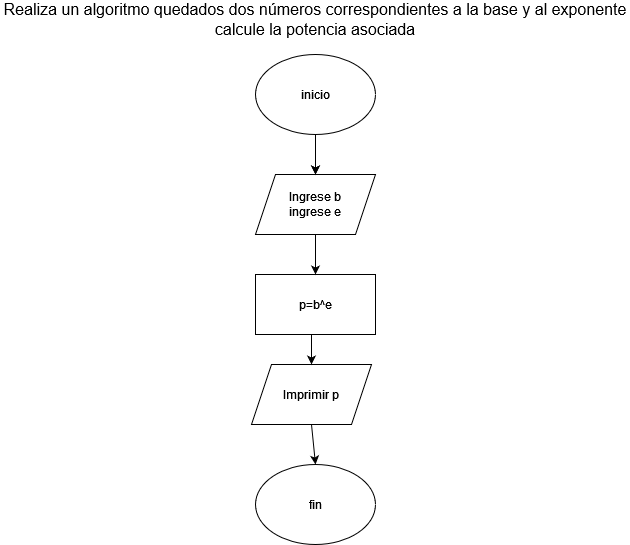 Realiza un algoritmo quedados dos números correspondientes a la base y al exponente
calcule la potencia asociada
inicio
Ingrese b
ingrese e
p=b^e
Imprimir p
fin